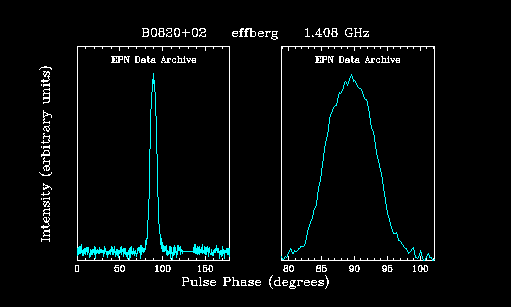 B0820+02 effberg 1.408 GHz
EPN Data Archive EPN Data Archive
Intensity (arbitrary units)
0 50 100 150 80 85 90 95 100
Pulse Phase (degrees)